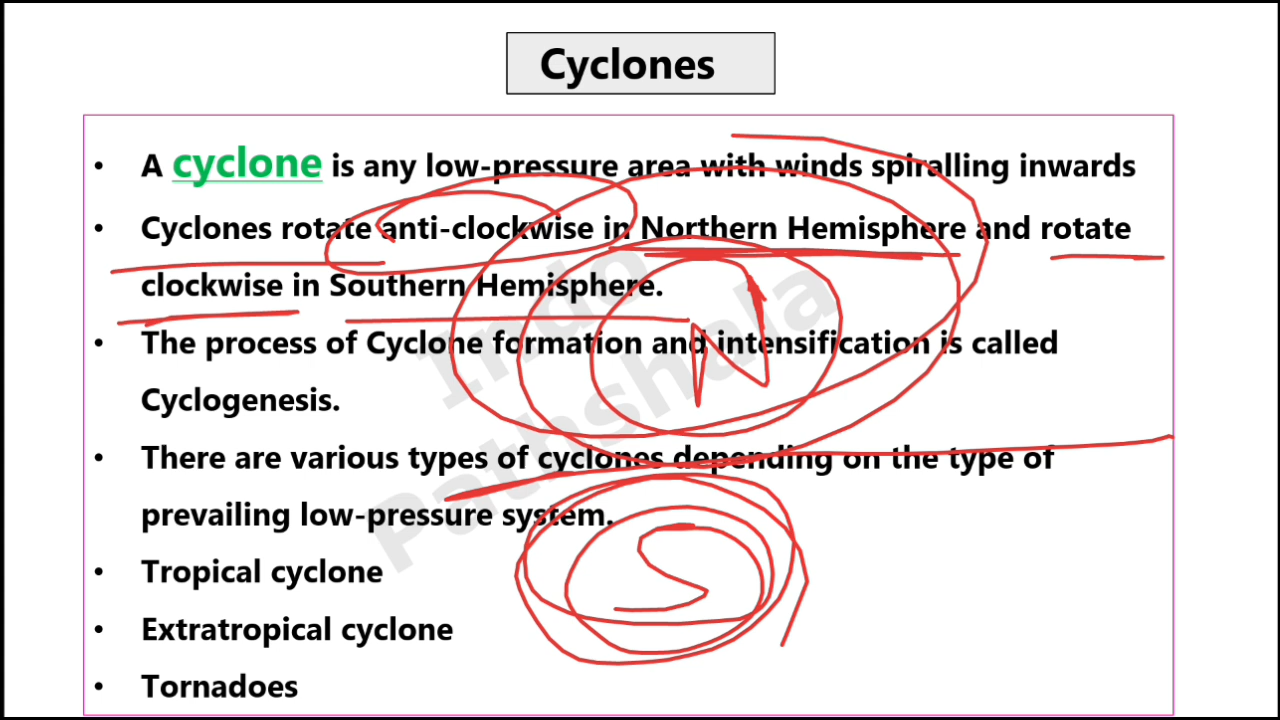 Cyclones
• A cyclone is any low-pressure area with winds spiralling inwards
• Cyclones rotate anti-clockwise in Northern Hemisphere and rotate
clockwise in Southern Hemisphere.
• The process of Cyclone formation and intensification is called
Cyclogenesis.
• There are various types of cyclones depending on the type of
prevailing low-pressure system.
• Tropical cyclone
• Extratropical cyclone
• Tornadoes
Indo
Pathshala
N
S